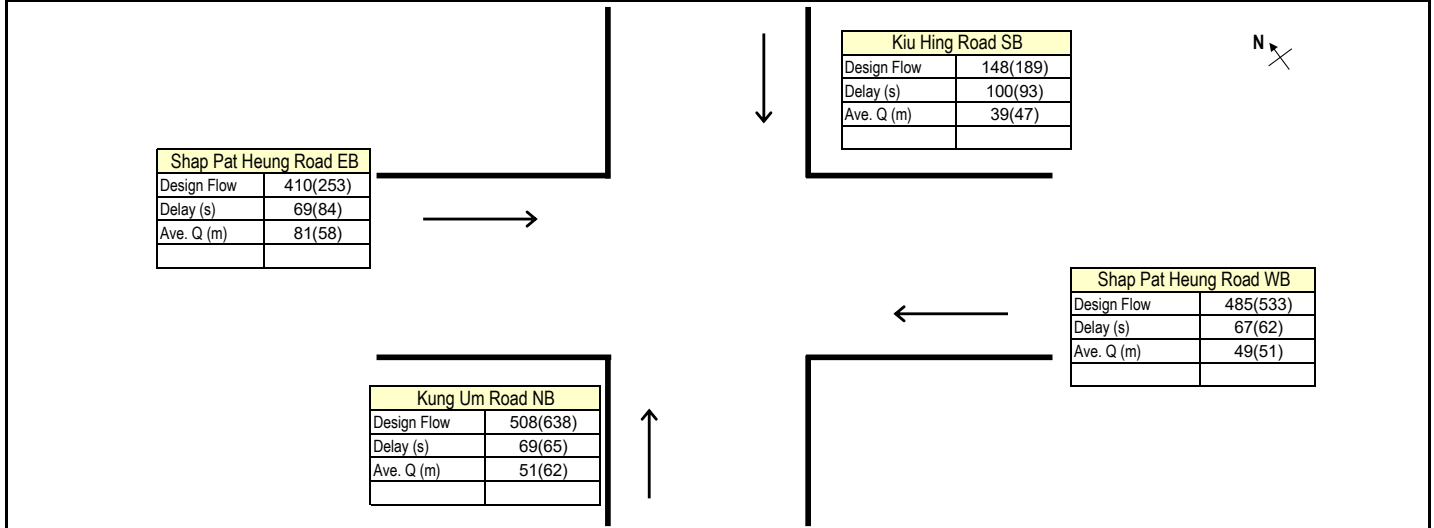 Kiu Hing Road SB
Design Flow 148(189)
Delay (s) 100(93)
Ave. Q (m) 39(47)
N
Shap Pat Heung Road EB
Design Flow 410(253)
Delay (s) 69(84)
Ave. Q (m) 81(58)
Shap Pat Heung Road WB
Design Flow 485(533)
Delay (s) 67(62)
Ave. Q (m) 49(51)
Kung Um Road NB
Design Flow 508(638)
Delay (s) 69(65)
Ave. Q (m) 51(62)